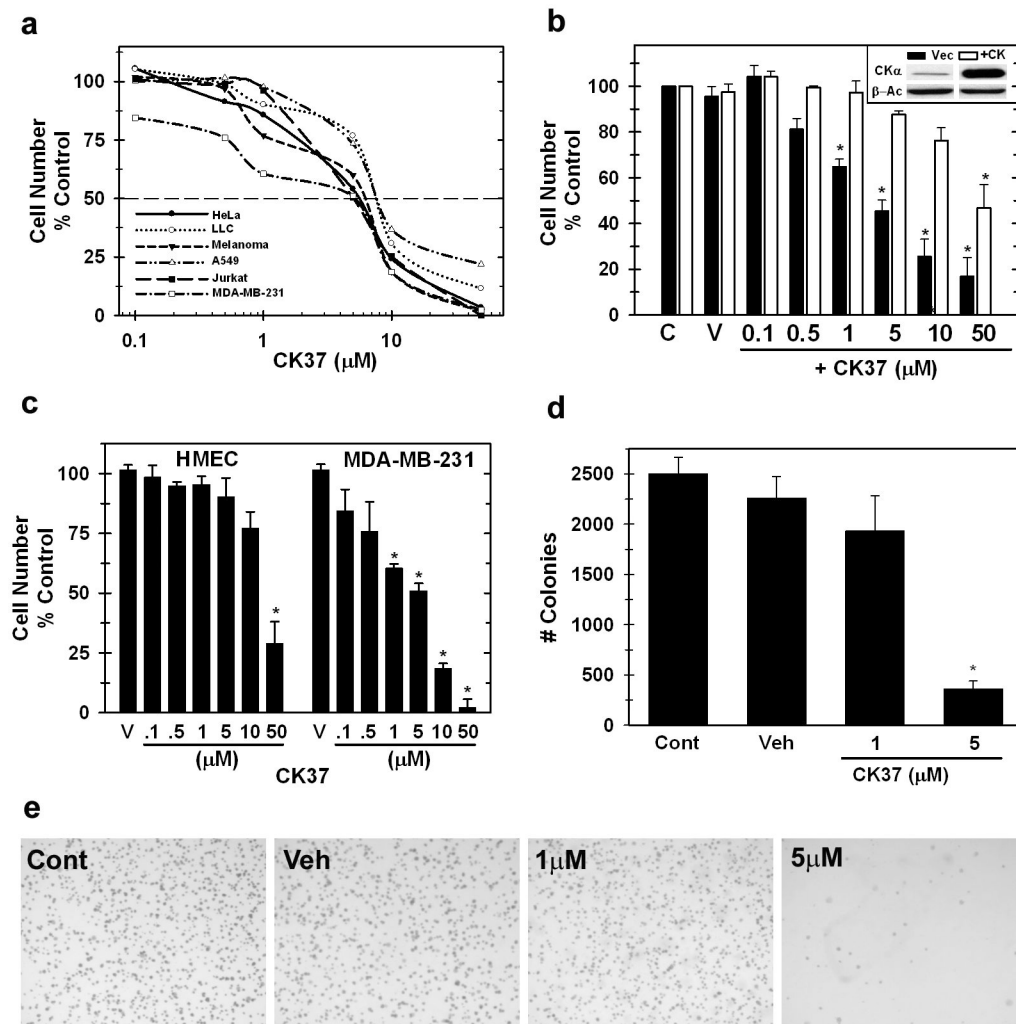 a
Cell Number
% Control
100
75
50
25
0
HeLa
LLC
Melanoma
A549
Jurkat
MDA-MB-231
0.1 1 10
CK37 (μM)
b
Cell Number
% Control
100
80
60
40
20
0
Vec +CK
CKα
β–Ac
* * * * *
C V 0.1 0.5 1 5 10 50
+ CK37 (μM)
c
Cell Number
% Control
100
75
50
25
0
HMEC MDA-MB-231
* * * * *
V .1 .5 1 5 10 50 V .1 .5 1 5 10 50
(μM) (μM)
CK37
d
# Colonies
2500
2000
1500
1000
500
0
*
Cont Veh 1 5
CK37 (μM)
e
Cont Veh 1μM 5μM